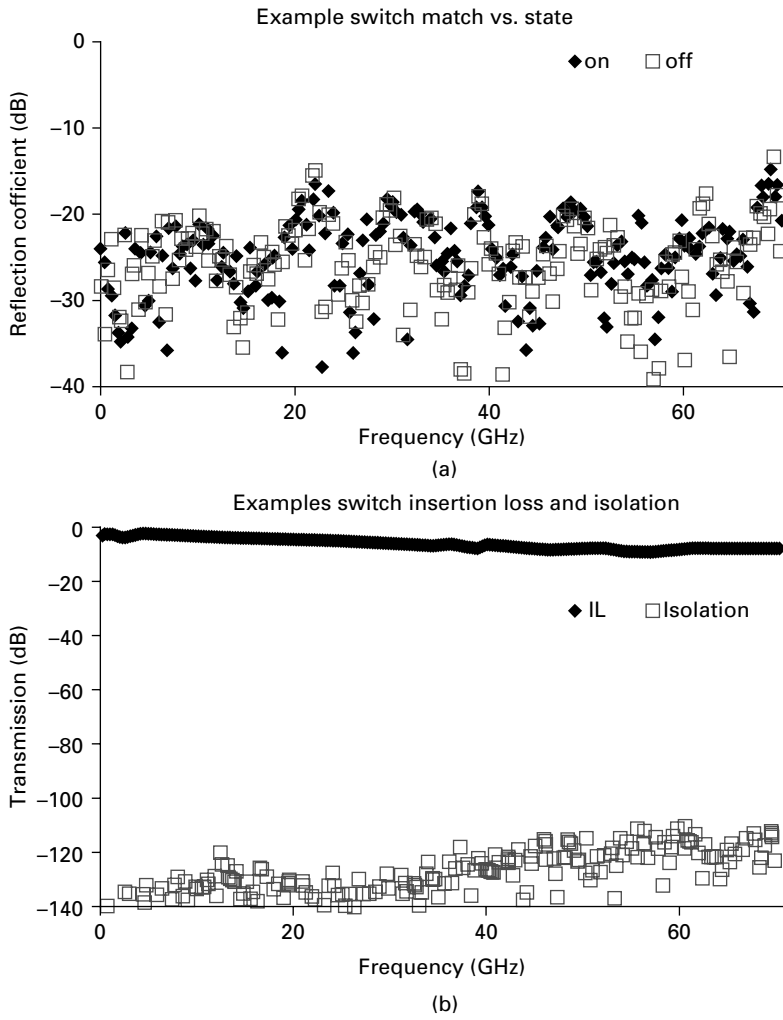 Example switch match vs. state
0
on off
−10
−20
−30
−40
Reflection cofficient (dB)
0 20 40 60
Frequency (GHz)
(a)
Examples switch insertion loss and isolation
0
−20
IL Isolation
−40
−60
−80
−100
−120
−140
Transmission (dB)
0 20 40 60
Frequency (GHz)
(b)